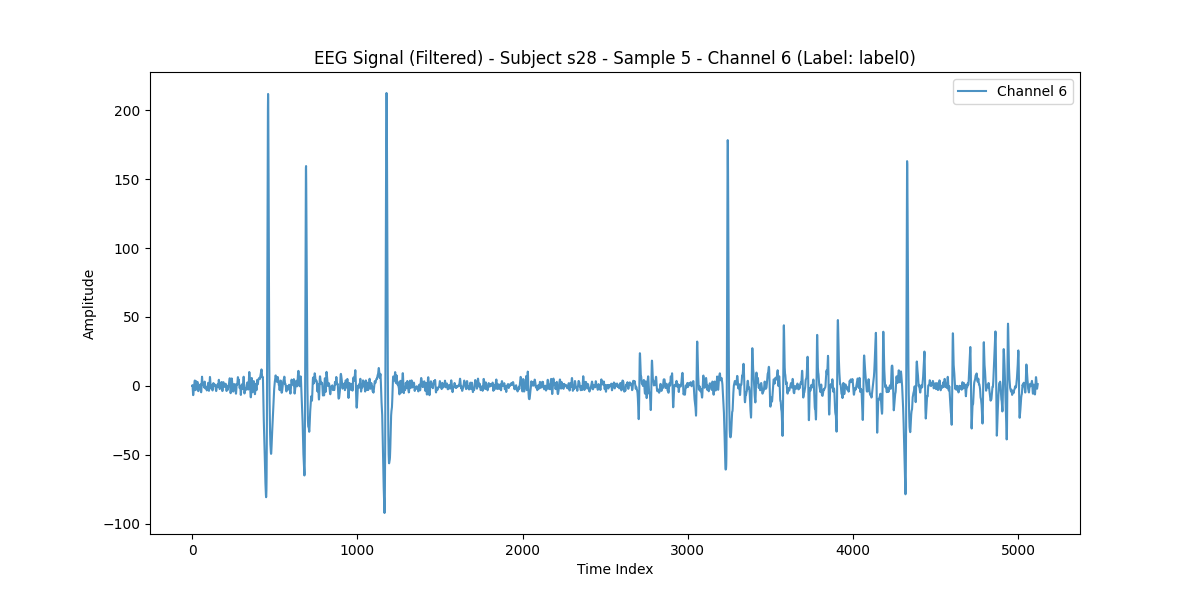 EEG Signal (Filtered) - Subject s28 - Sample 5 - Channel 6 (Label: label0)
Channel 6
200
150
100
50
0
−50
−100
Amplitude
0 1000 2000 3000 4000 5000
Time Index